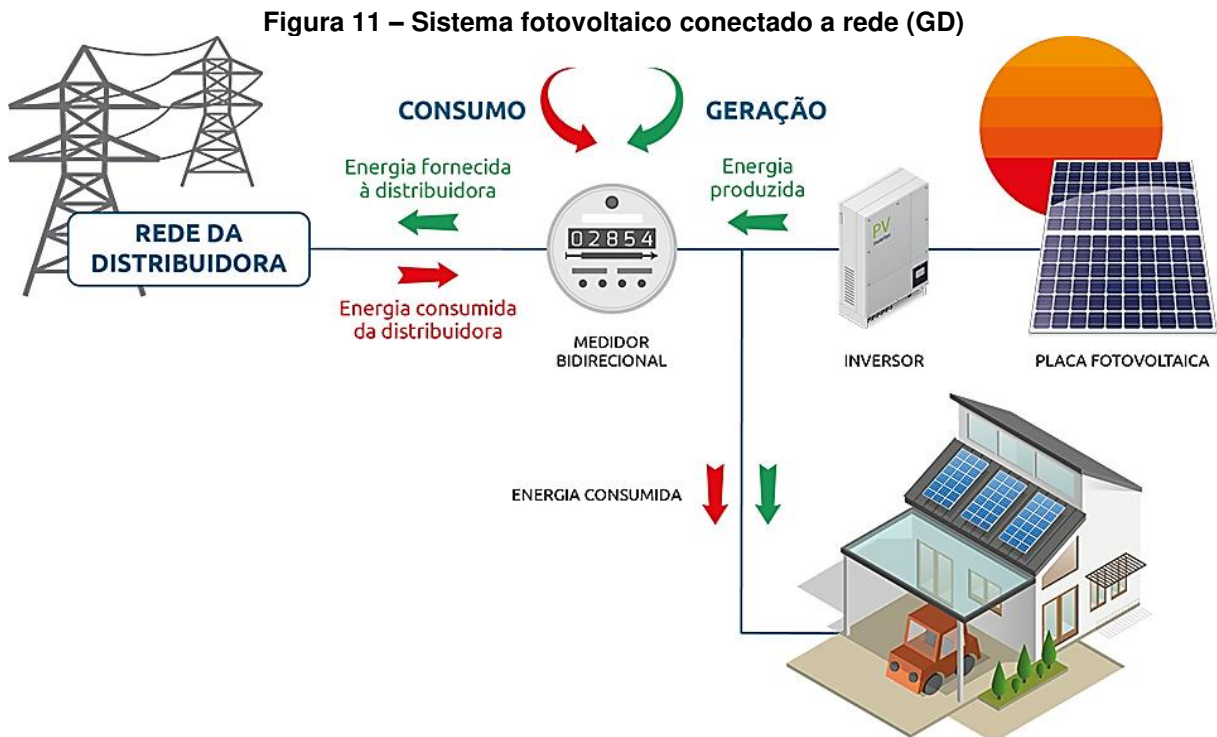 Figura 11 – Sistema fotovoltaico conectado a rede (GD)
CONSUMO
GERAÇÃO
Energia fornecida
à distribuidora
Energia
produzida
REDE DA
DISTRIBUIDORA
02854
PV
Inverter
Energia consumida
da distribuidora
MEDIDOR
BIDIRECIONAL
INVERSOR
PLACA FOTOVOLTAICA
ENERGIA CONSUMIDA